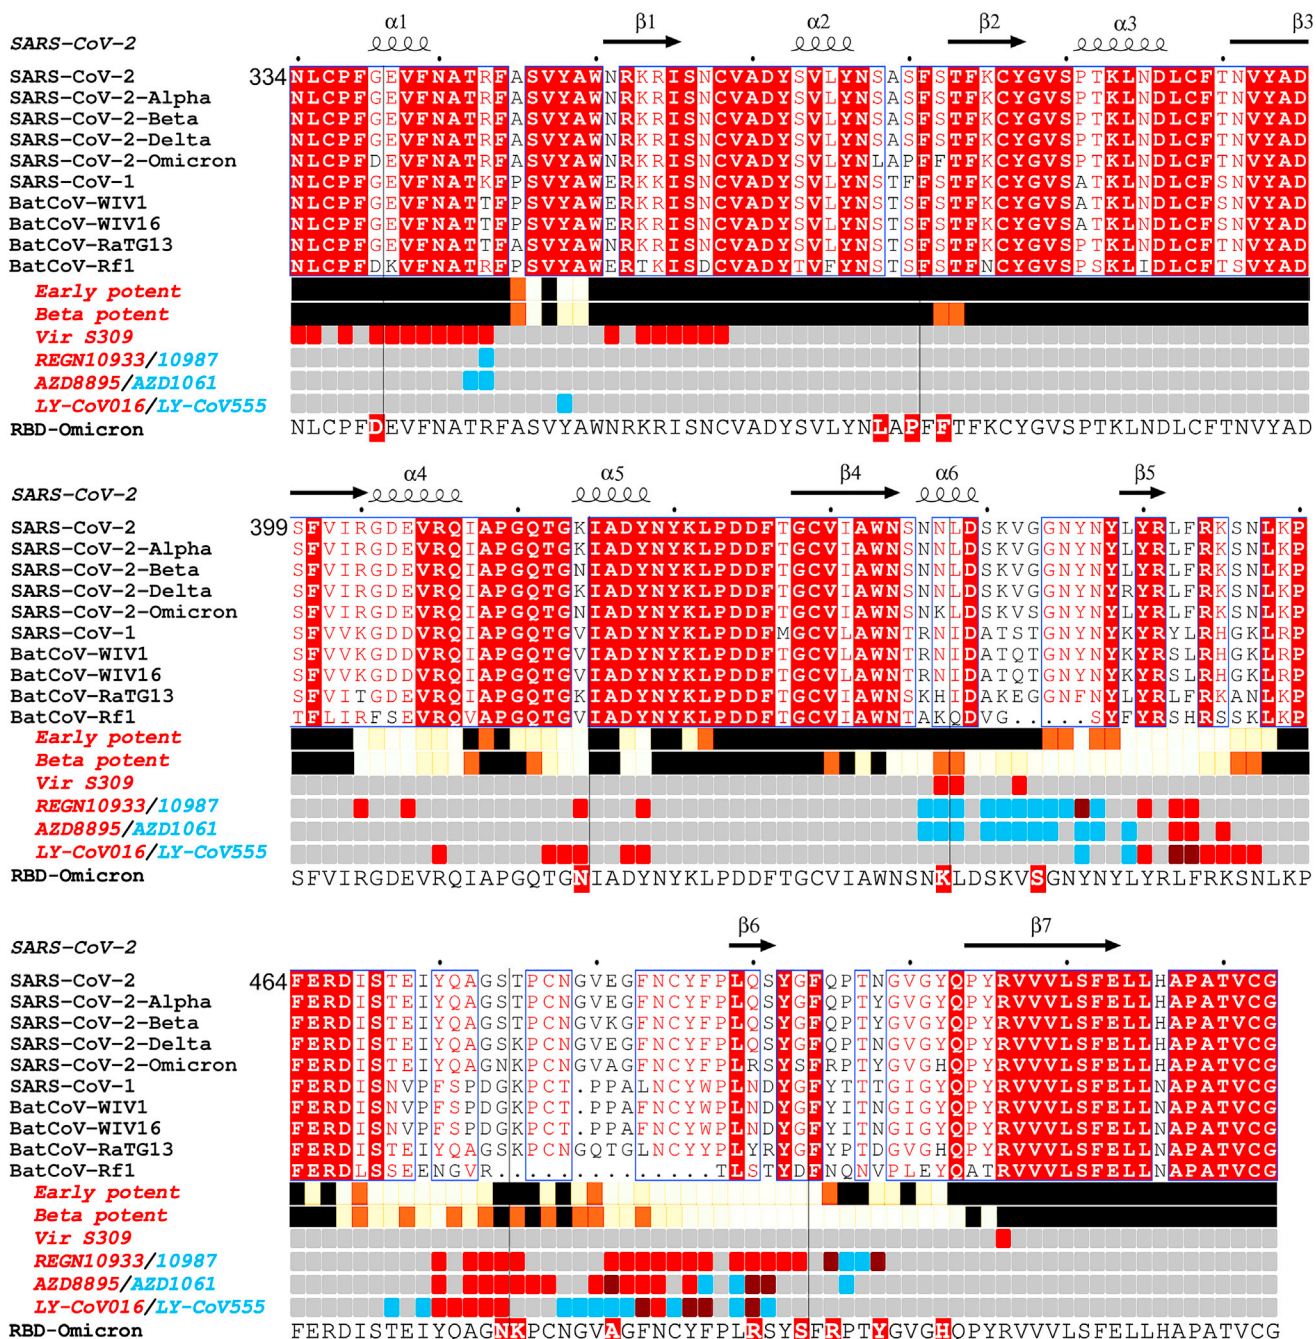 SARS-CoV-2 α1 β1 α2 β2 α3 β3
SARS-CoV-2 334 NLCPFGEVFNATRFASVYAWNRKRISNCVADYSVLYNSASFSTFKCYGVSPTKLNDLCFTNVYAD
SARS-CoV-2-Alpha NLCPFGEVFNATRFASVYAWNRKRISNCVADYSVLYNSASFSTFKCYGVSPTKLNDLCFTNVYAD
SARS-CoV-2-Beta NLCPFGEVFNATRFASVYAWNRKRISNCVADYSVLYNSASFSTFKCYGVSPTKLNDLCFTNVYAD
SARS-CoV-2-Delta NLCPFGEVFNATRFASVYAWNRKRISNCVADYSVLYNSASFSTFKCYGVSPTKLNDLCFTNVYAD
SARS-CoV-2-Omicron NLCPFDEVFNATRFASVYAWNRKRISNCVADYSVLYNLAPFFTFKCYGVSPTKLNDLCFTNVYAD
SARS-CoV-1 NLCPFGEVFNATKFPSVYAWERKKISNCVADYSVLYNSTFFSTFKCYGVSATKLNDLCFSNVYAD
BatCoV-WIV1 NLCPFGEVFNATTFPSVYAWERKRISNCVADYSVLYNSTSFSTFKCYGVSATKLNDLCFSNVYAD
BatCoV-WIV16 NLCPFGEVFNATTFPSVYAWERKRISNCVADYSVLYNSTSFSTFKCYGVSATKLNDLCFSNVYAD
BatCoV-RaTG13 NLCPFGEVFNATTFASVYAWNRKRISNCVADYSVLYNSTSFSTFKCYGVSPTKLNDLCFTNVYAD
BatCoV-Rf1 NLCPFDKVFNATRFPSVYAWERTKISDCVADYTVFYNSTSFSTFNCYGVSPSKLIDLCFTSVYAD
Early potent
Beta potent
Vir S309
REGN10933/10987
AZD8895/AZD1061
LY-CoV016/LY-CoV555
RBD-Omicron NLCPFDEVFNATRFASVYAWNRKRISNCVADYSVLYNLAPFFTFKCYGVSPTKLNDLCFTNVYAD
SARS-CoV-2 α4 α5 β4 α6 β5
SARS-CoV-2 399 SFVIRGDEVRQIAPGQTGKIADYNYKLPDDFTGCVIAWNSNNLDSKVGGNYNYLYRLFRKSNLKP
SARS-CoV-2-Alpha SFVIRGDEVRQIAPGQTGKIADYNYKLPDDFTGCVIAWNSNNLDSKVGGNYNYLYRLFRKSNLKP
SARS-CoV-2-Beta SFVIRGDEVRQIAPGQTGNIADYNYKLPDDFTGCVIAWNSNNLDSKVGGNYNYLYRLFRKSNLKP
SARS-CoV-2-Delta SFVIRGDEVRQIAPGQTGKIADYNYKLPDDFTGCVIAWNSNNLDSKVGGNYNYRYRLFRKSNLKP
SARS-CoV-2-Omicron SFVIRGDEVRQIAPGQTGNIADYNYKLPDDFTGCVIAWNSNKLDSKVSGNYNYLYRLFRKSNLKP
SARS-CoV-1 SFVVKGDDVRQIAPGQTGVIADYNYKLPDDFMGCVLAWNTRNIDATSTGNYNYKYRYLRHGKLRP
BatCoV-WIV1 SFVVKGDDVRQIAPGQTGVIADYNYKLPDDFTGCVLAWNTRNIDATQTGNYNYKYRSLRHGKLRP
BatCoV-WIV16 SFVVKGDDVRQIAPGQTGVIADYNYKLPDDFTGCVLAWNTRNIDATQTGNYNYKYRSLRHGKLRP
BatCoV-RaTG13 SFVITGDEVRQIAPGQTGKIADYNYKLPDDFTGCVIAWNSKHIDAKEGGNFNYLYRLFRKANLKP
BatCoV-Rf1 TFLIRFSEVRQVAPGQTGVIADYNYKLPDDFTGCVIAWNTAKQDVG.....SYFYRSHRSSKLKP
Early potent
Beta potent
Vir S309
REGN10933/10987
AZD8895/AZD1061
LY-CoV016/LY-CoV555
RBD-Omicron SFVIRGDEVRQIAPGQTGNIADYNYKLPDDFTGCVIAWNSNKLDSKVSGNYNYLYRLFRKSNLKP
SARS-CoV-2 β6 β7
SARS-CoV-2 464 FERDISTEIYQAGSTPCNGVEGFNCYFPLQSYGFQPTNGVGYQPYRVVVLSFELLHAPATVCG
SARS-CoV-2-Alpha FERDISTEIYQAGSTPCNGVEGFNCYFPLQSYGFQPTYGVGYQPYRVVVLSFELLHAPATVCG
SARS-CoV-2-Beta FERDISTEIYQAGSTPCNGVKGFNCYFPLQSYGFQPTYGVGYQPYRVVVLSFELLHAPATVCG
SARS-CoV-2-Delta FERDISTEIYQAGSKPCNGVEGFNCYFPLQSYGFQPTNGVGYQPYRVVVLSFELLHAPATVCG
SARS-CoV-2-Omicron FERDISTEIYQAGNKPCNGVAGFNCYFPLRSYSFRPTYGVGHQPYRVVVLSFELLHAPATVCG
SARS-CoV-1 FERDISNVPFSPDGKPCT.PPALNCYWPLNDYGFYTTTGIGYQPYRVVVLSFELLNAPATVCG
BatCoV-WIV1 FERDISNVPFSPDGKPCT.PPAFNCYWPLNDYGFYITNGIGYQPYRVVVLSFELLNAPATVCG
BatCoV-WIV16 FERDISNVPFSPDGKPCT.PPAFNCYWPLNDYGFYITNGIGYQPYRVVVLSFELLNAPATVCG
BatCoV-RaTG13 FERDISTEIYQAGSKPCNGQTGLNCYYPLYRYGFYPTDGVGHQPYRVVVLSFELLNAPATVCG
BatCoV-Rf1 FERDLSSEENGVR..............TLSTYDFNQNVPLEYQATRVVVLSFELLNAPATVCG
Early potent
Beta potent
Vir S309
REGN10933/10987
AZD8895/AZD1061
LY-CoV016/LY-CoV555
RBD-Omicron FERDISTEIYQAGNKPCNGVAGFNCYFPLRSYSFRPTYGVGHQPYRVVVLSFELLHAPATVCG